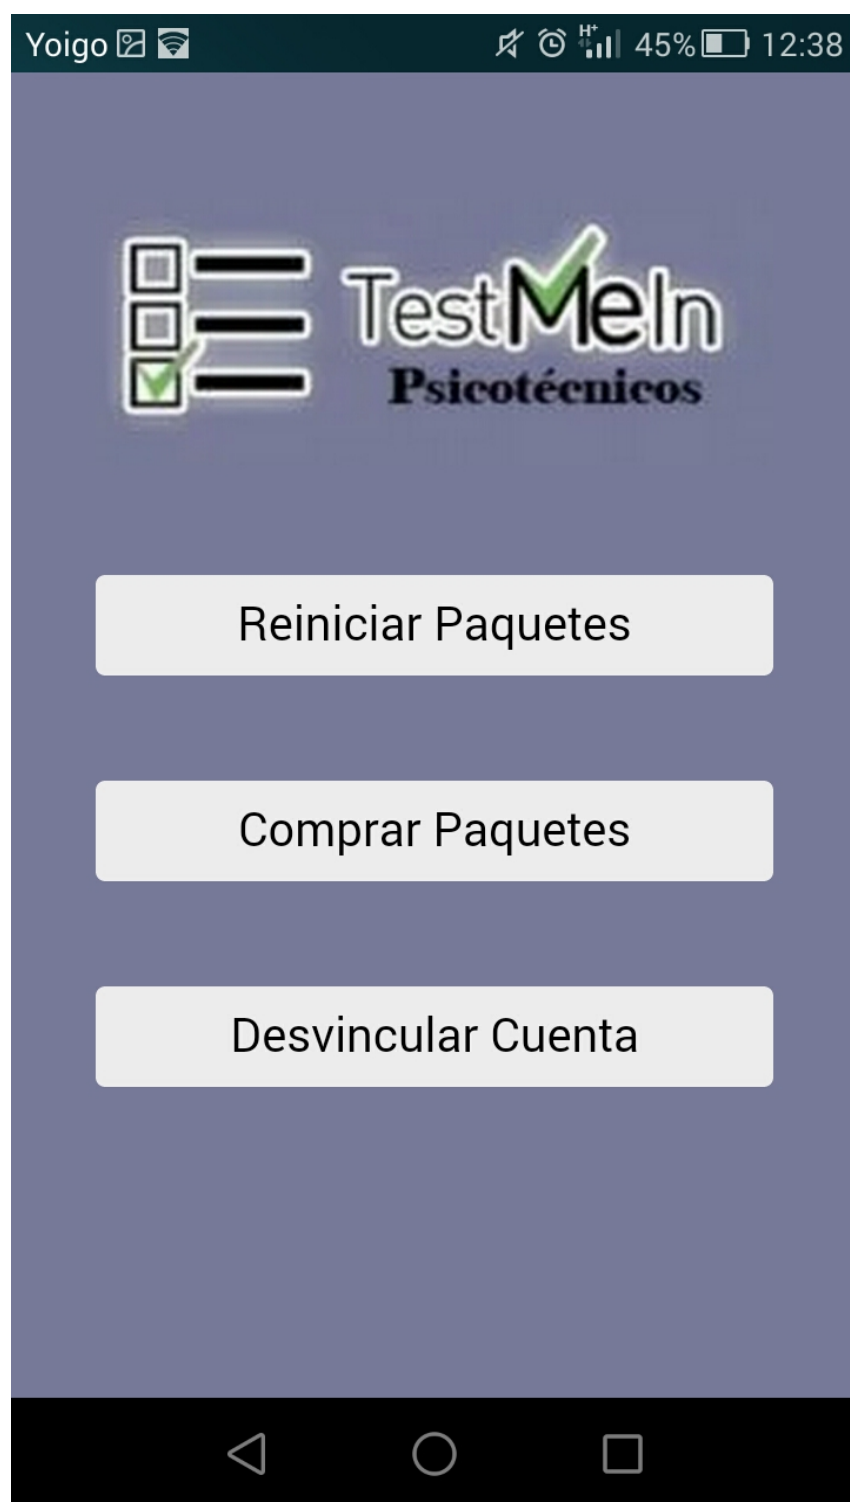 Yoigo H+ 45% 12:38
TestMeIn
Psicotécnicos
Reiniciar Paquetes
Comprar Paquetes
Desvincular Cuenta